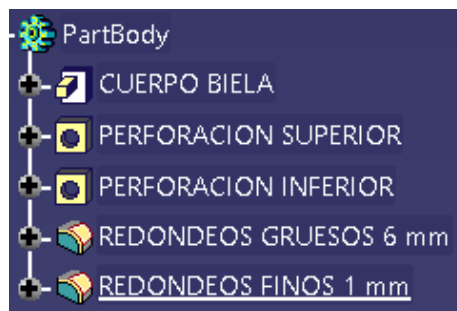 PartBody
CUERPO BIELA
PERFORACION SUPERIOR
PERFORACION INFERIOR
REDONDEOS GRUESOS 6 mm
REDONDEOS FINOS 1 mm